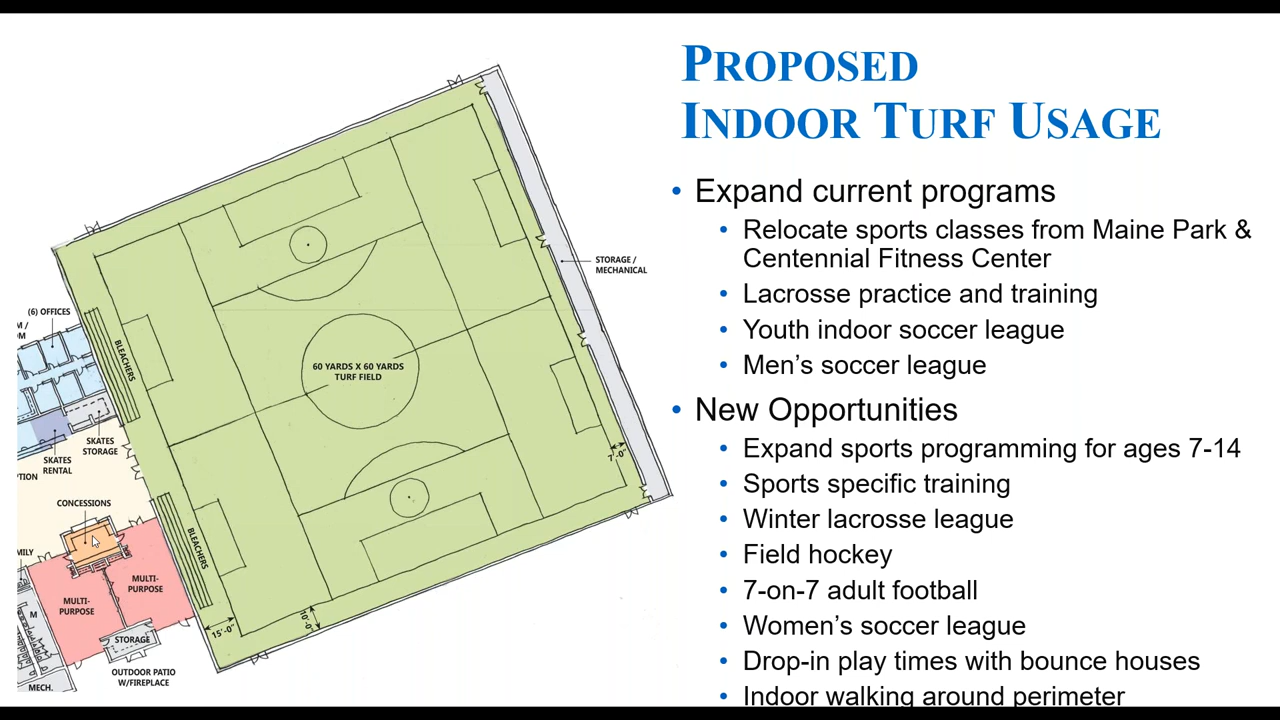 PROPOSED
INDOOR TURF USAGE
• Expand current programs
• Relocate sports classes from Maine Park &
Centennial Fitness Center
• Lacrosse practice and training
• Youth indoor soccer league
• Men’s soccer league
• New Opportunities
• Expand sports programming for ages 7-14
• Sports specific training
• Winter lacrosse league
• Field hockey
• 7-on-7 adult football
• Women’s soccer league
• Drop-in play times with bounce houses
• Indoor walking around perimeter
STORAGE /
MECHANICAL
(6) OFFICES
M /
OM
BLEACHERS
60 YARDS X 60 YARDS
TURF FIELD
SKATES
STORAGE
SKATES
RENTAL
PTION
CONCESSIONS
7'-0"
BLEACHERS
MILY
MULTI-
PURPOSE
MULTI-
PURPOSE
M
STORAGE
15'-0"
10'-0"
OUTDOOR PATIO
W/FIREPLACE
MECH.